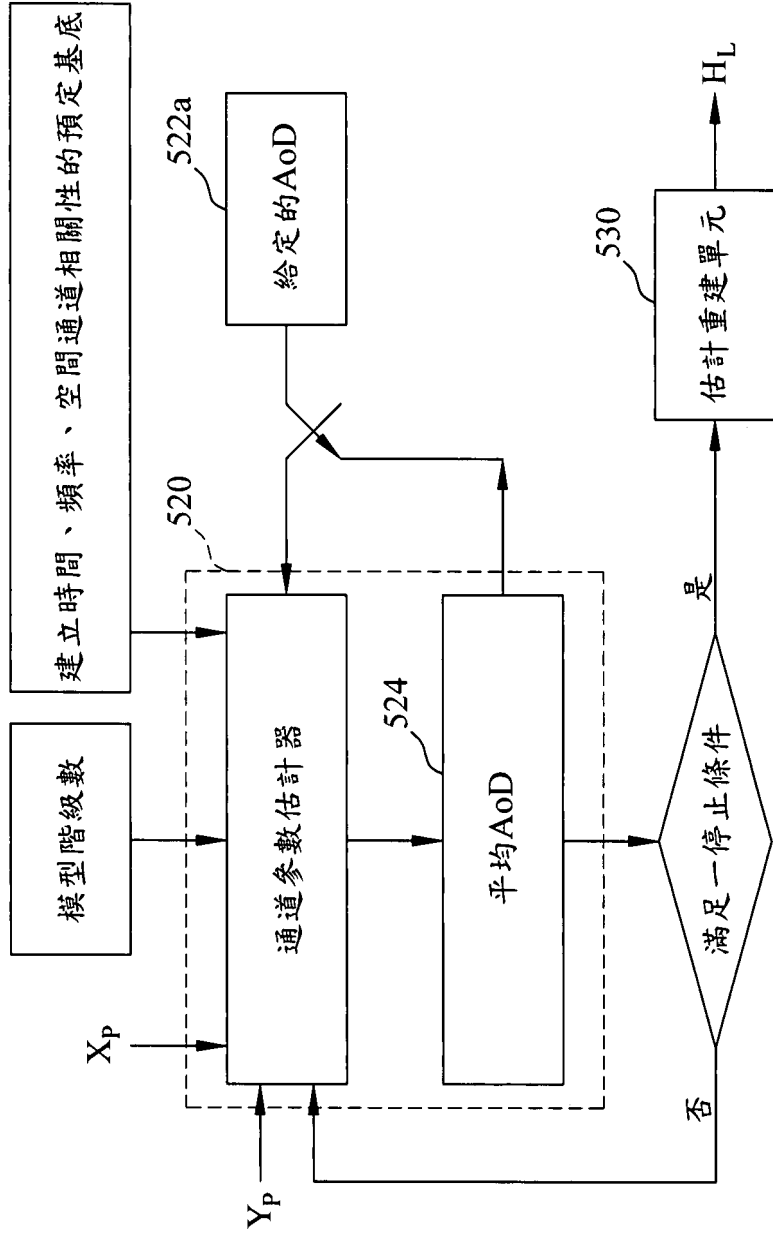 建立時間、頻率、空間通道相關性的預定基底
模型階級數
X_P
Y_P
520
通道參數估計器
522a
給定的AoD
524
平均AoD
滿足一停止條件
否
是
530
估計重建單元
H_L